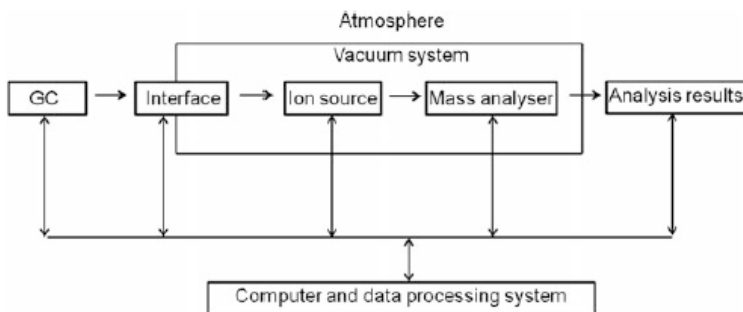 Atmosphere
Vacuum system
GC
Interface
Ion source
Mass analyser
Analysis results
Computer and data processing system